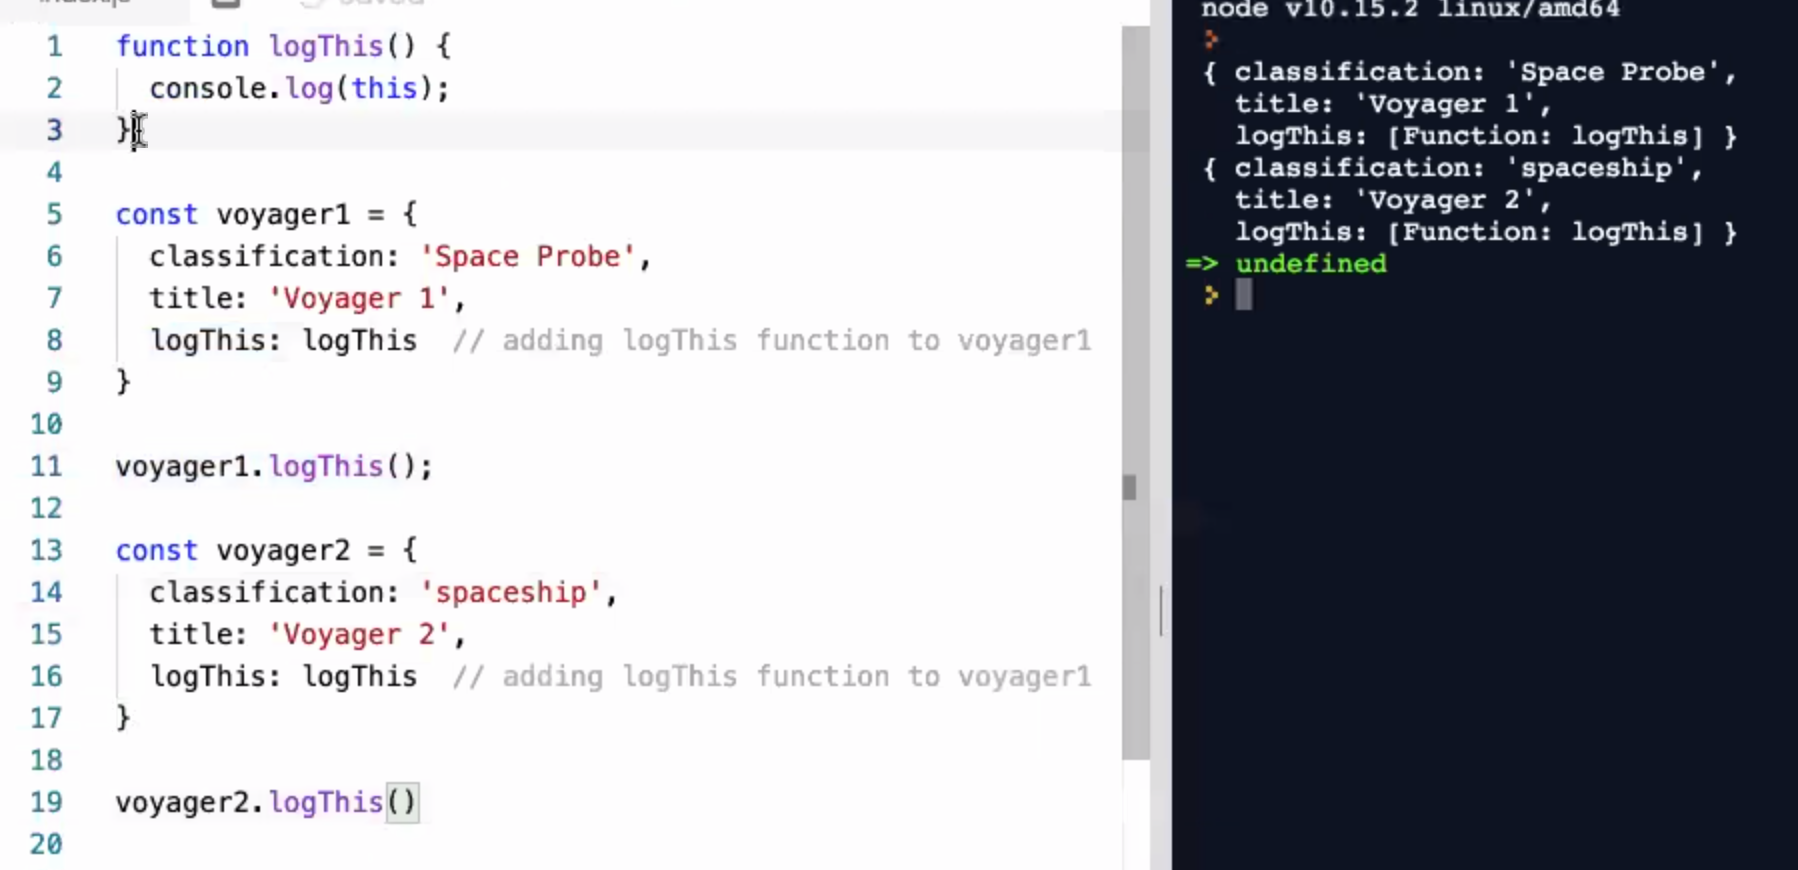 1 function logThis() {
2 console.log(this);
3 }
4
5 const voyager1 = {
6 classification: 'Space Probe',
7 title: 'Voyager 1',
8 logThis: logThis // adding logThis function to voyager1
9 }
10
11 voyager1.logThis();
12
13 const voyager2 = {
14 classification: 'spaceship',
15 title: 'Voyager 2',
16 logThis: logThis // adding logThis function to voyager1
17 }
18
19 voyager2.logThis()
20
node v10.15.2 linux/amd64
>
{ classification: 'Space Probe',
title: 'Voyager 1',
logThis: [Function: logThis] }
{ classification: 'spaceship',
title: 'Voyager 2',
logThis: [Function: logThis] }
=> undefined
>